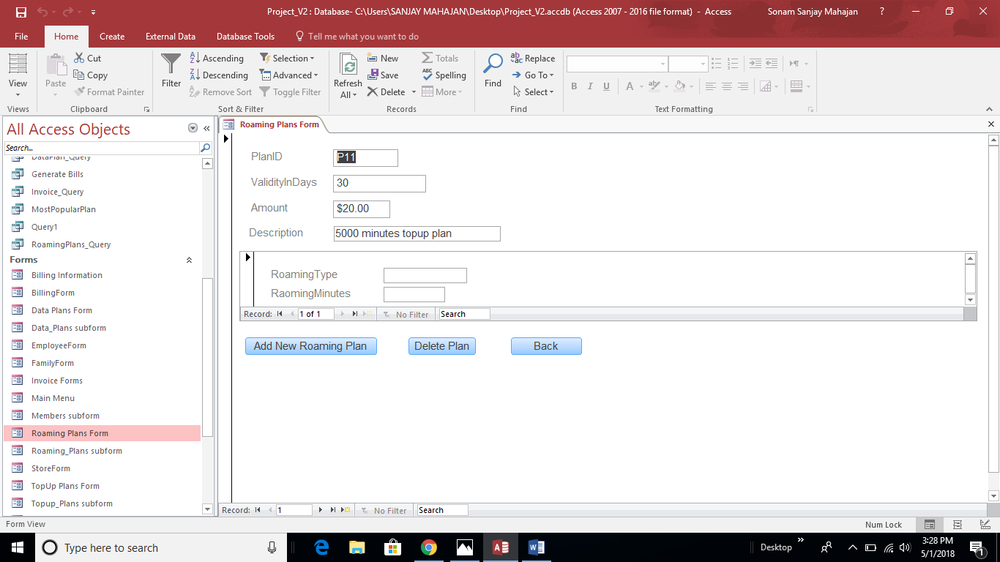 Project_V2 : Database- C:\Users\SANJAY MAHAJAN\Desktop\Project_V2.accdb (Access 2007 - 2016 file format) - Access
Sonam Sanjay Mahajan
?
File Home Create External Data Database Tools Tell me what you want to do
View
Views
Paste
Cut
Copy
Format Painter
Clipboard
Filter
Ascending
Descending
Remove Sort
Selection
Advanced
Toggle Filter
Sort & Filter
Refresh
All
New
Save
Delete
Totals
Spelling
More
Records
Find
Replace
Go To
Select
Find
B I U A
Text Formatting
All Access Objects
Search...
DataPlan_Query
Generate Bills
Invoice_Query
MostPopularPlan
Query1
RoamingPlans_Query
Forms
Billing Information
BillingForm
Data Plans Form
Data_Plans subform
EmployeeForm
FamilyForm
Invoice Forms
Main Menu
Members subform
Roaming Plans Form
Roaming_Plans subform
StoreForm
TopUp Plans Form
Topup_Plans subform
Roaming Plans Form
PlanID P11
ValidityInDays 30
Amount $20.00
Description 5000 minutes topup plan
RoamingType
RaomingMinutes
Record: 1 of 1 No Filter Search
Add New Roaming Plan Delete Plan Back
Record: 1 No Filter Search
Form View
Num Lock
Type here to search
Desktop
3:28 PM
5/1/2018
1